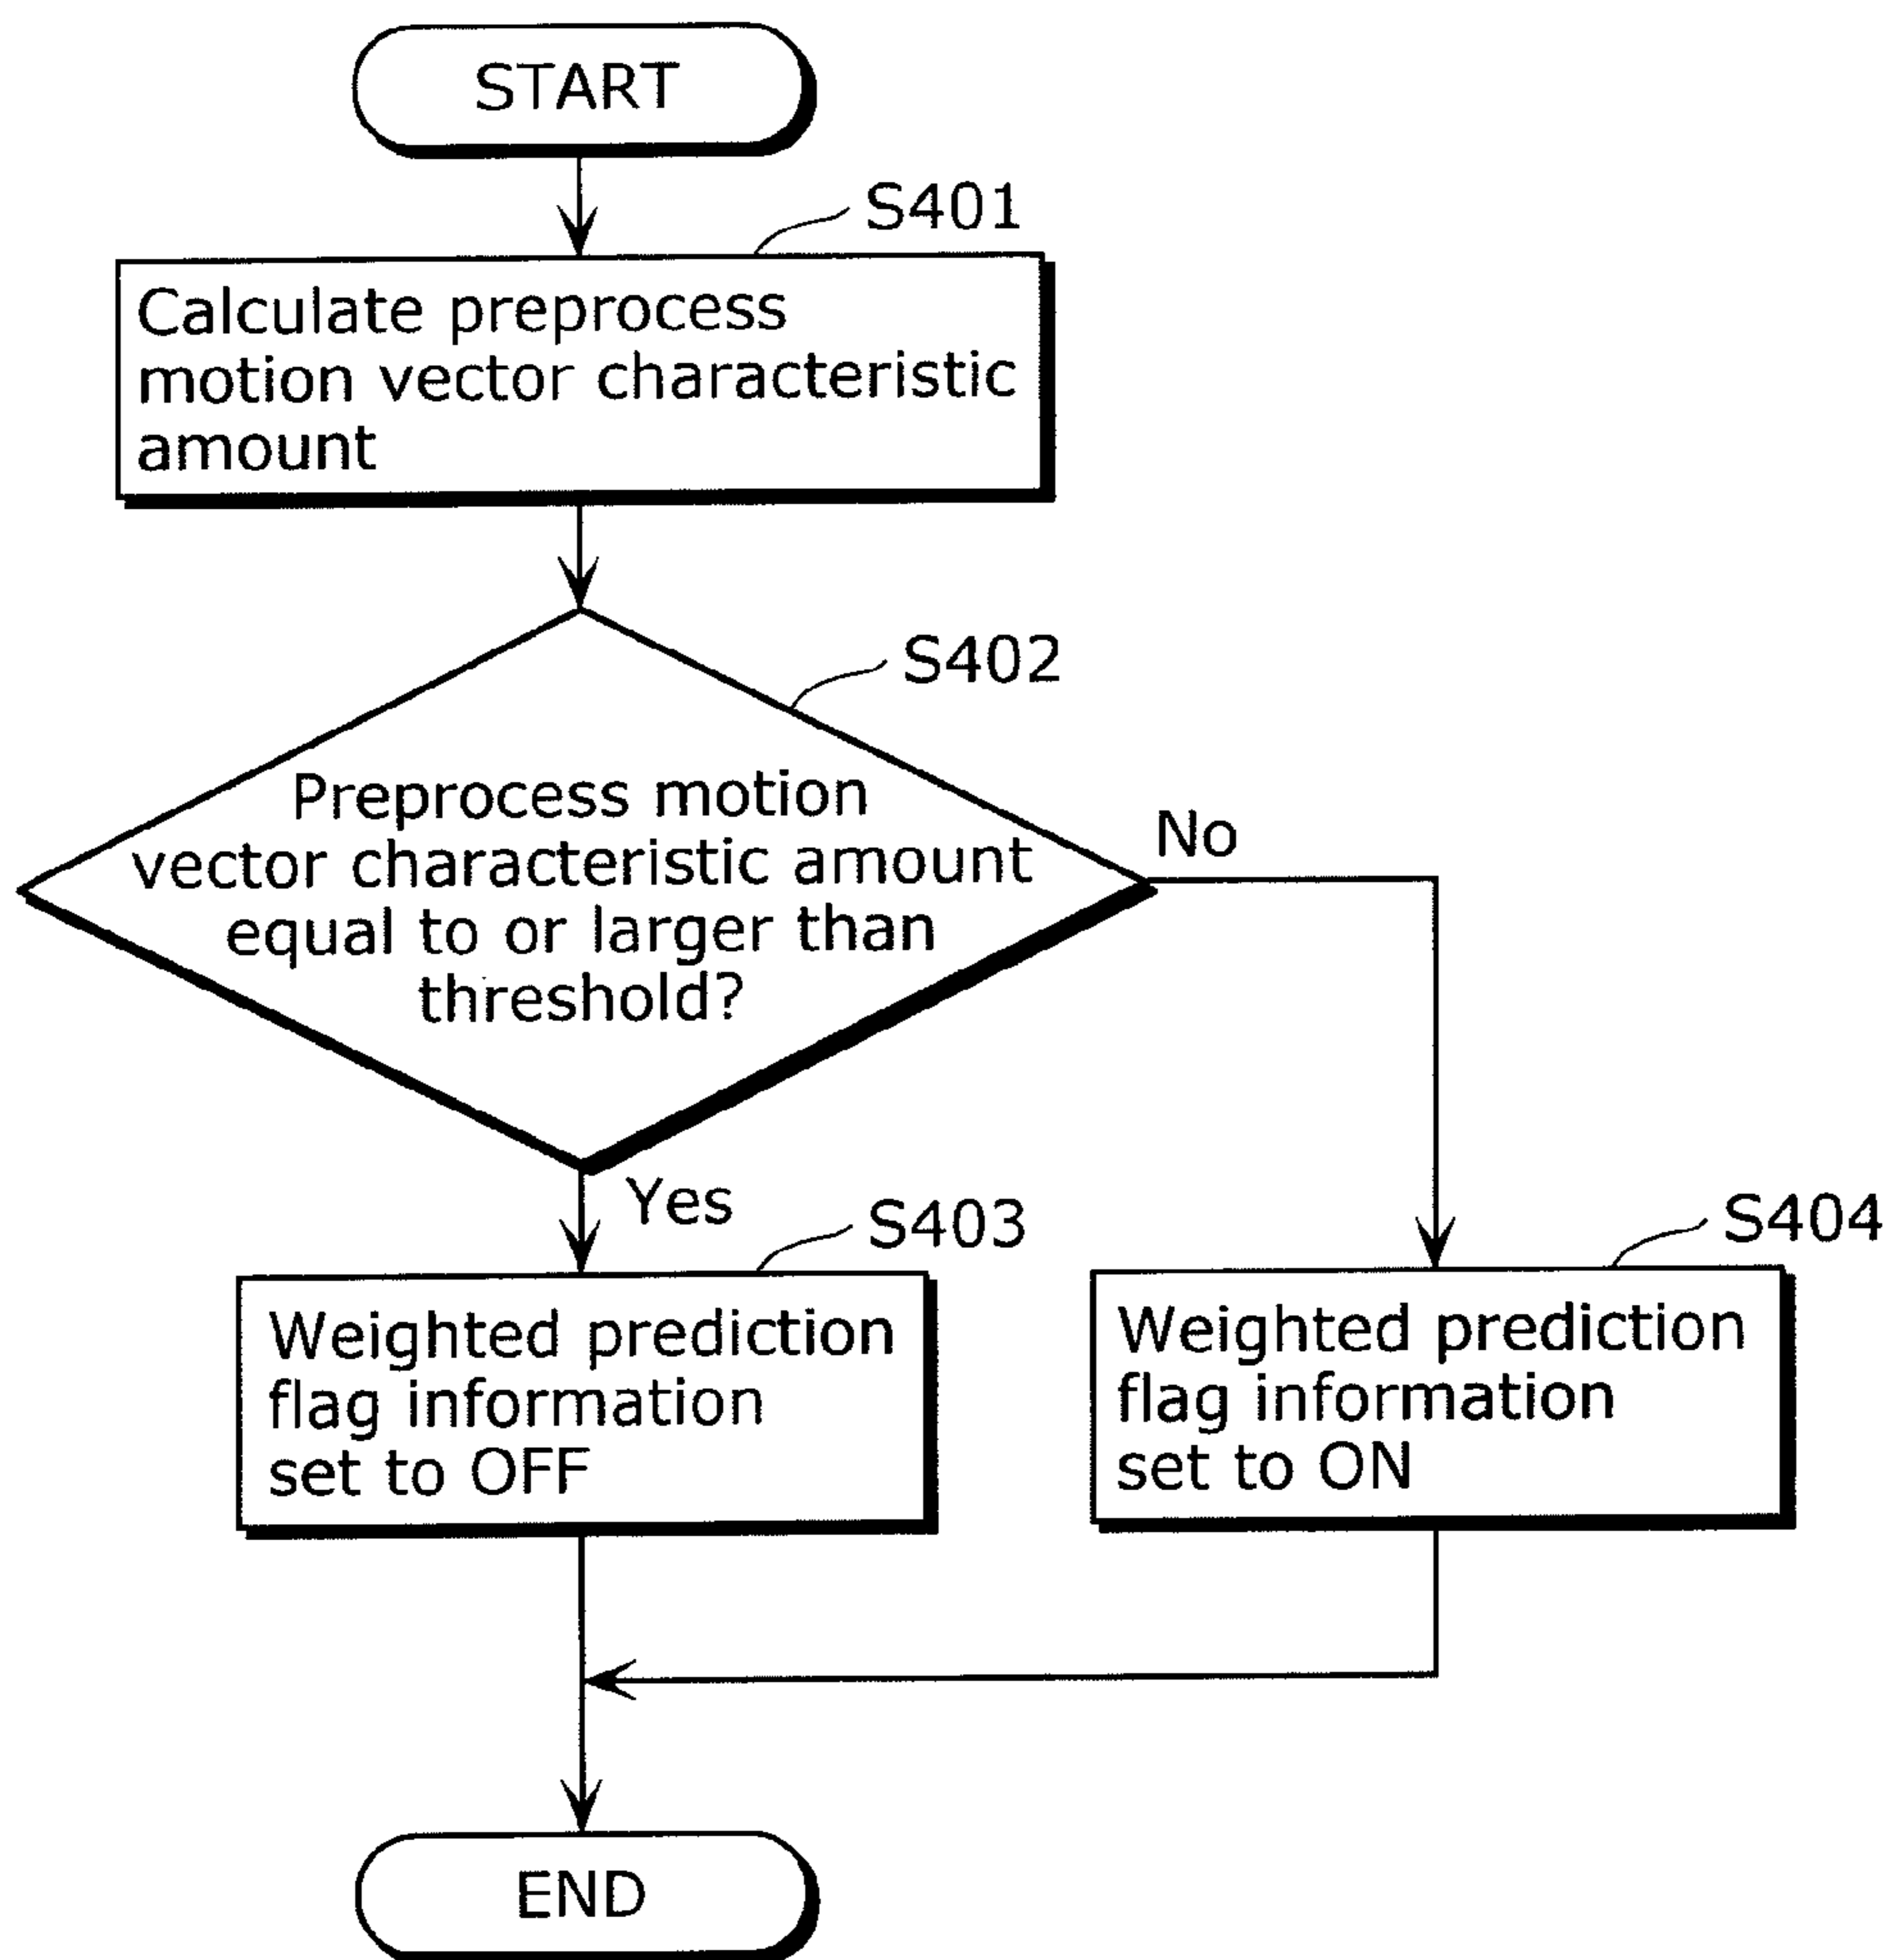 START
S401
Calculate preprocess
motion vector characteristic
amount
S402
Preprocess motion
vector characteristic amount
equal to or larger than
threshold?
No
Yes
S403
S404
Weighted prediction
flag information
set to OFF
Weighted prediction
flag information
set to ON
END